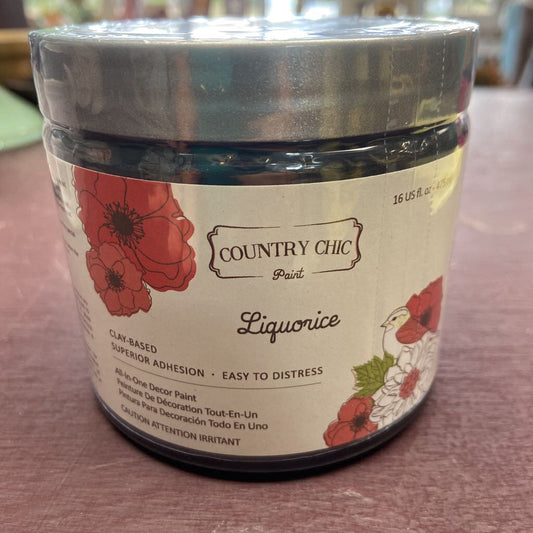 16 US fl. oz
COUNTRY CHIC
Paint
Liquorice
CLAY-BASED
SUPERIOR ADHESION · EASY TO DISTRESS
All-In-One Decor Paint
Peinture De Décoration Tout-En-Un
Pintura Para Decoración Todo En Uno
CAUTION ATTENTION IRRITANT